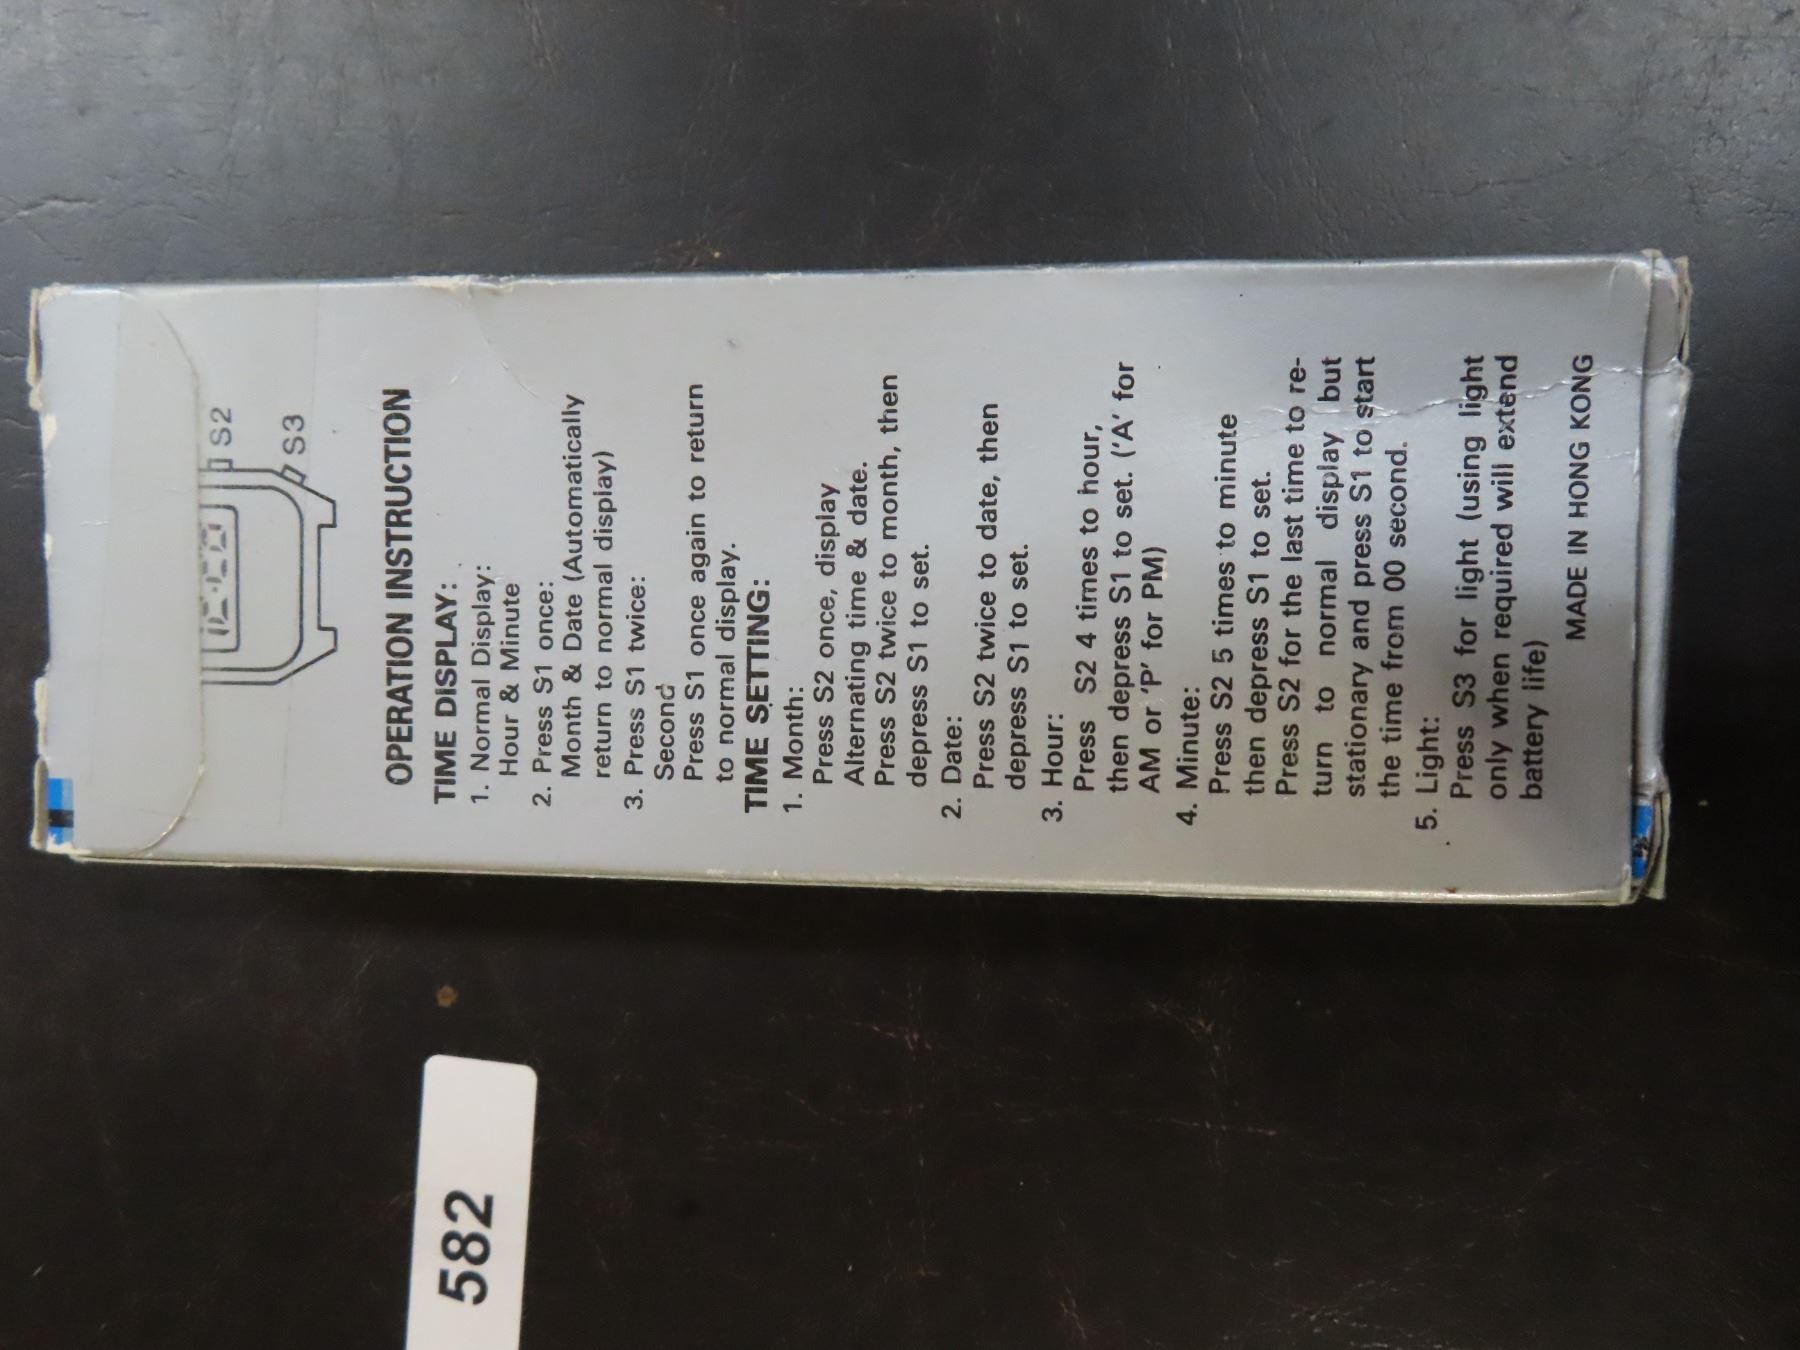 S2
S3
OPERATION INSTRUCTION
TIME DISPLAY:
1. Normal Display:
Hour & Minute
2. Press S1 once:
Month & Date (Automatically
return to normal display)
3. Press S1 twice:
Second
Press S1 once again to return
to normal display.
TIME SETTING:
1. Month:
Press S2 once, display
Alternating time & date.
Press S2 twice to month, then
depress S1 to set.
2. Date:
Press S2 twice to date, then
depress S1 to set.
3. Hour:
Press S2 4 times to hour,
then depress S1 to set. ('A' for
AM or 'P' for PM)
4. Minute:
Press S2 5 times to minute
then depress S1 to set.
Press S2 for the last time to re-
turn to normal display but
stationary and press S1 to start
the time from 00 second.
5. Light:
Press S3 for light (using light
only when required will extend
battery life)
MADE IN HONG KONG
582